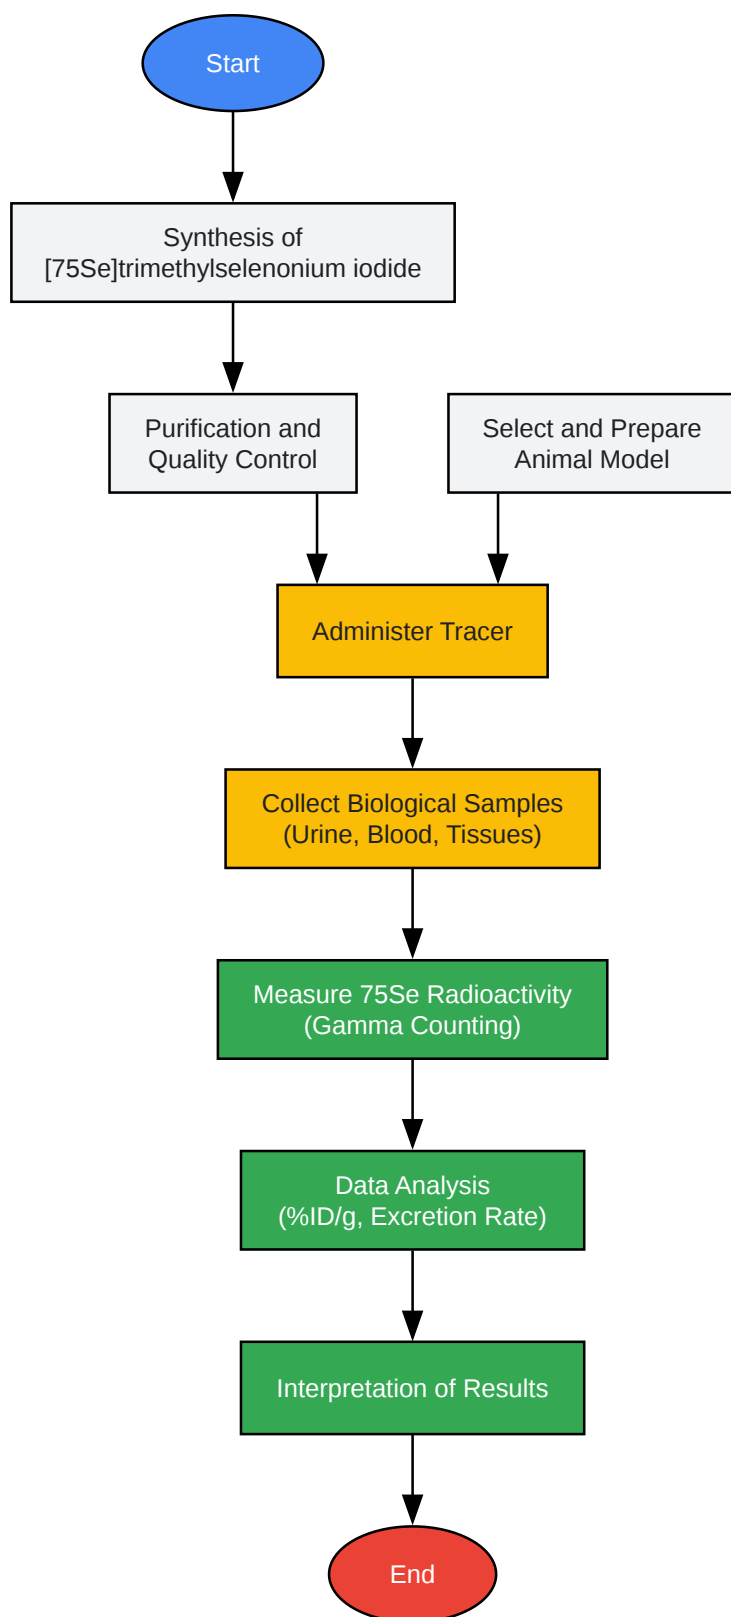 Start
Synthesis of
[75Se]trimethylselenonium iodide
Purification and
Quality Control
Select and Prepare
Animal Model
Administer Tracer
Collect Biological Samples
(Urine, Blood, Tissues)
Measure 75Se Radioactivity
(Gamma Counting)
Data Analysis
(%ID/g, Excretion Rate)
Interpretation of Results
End